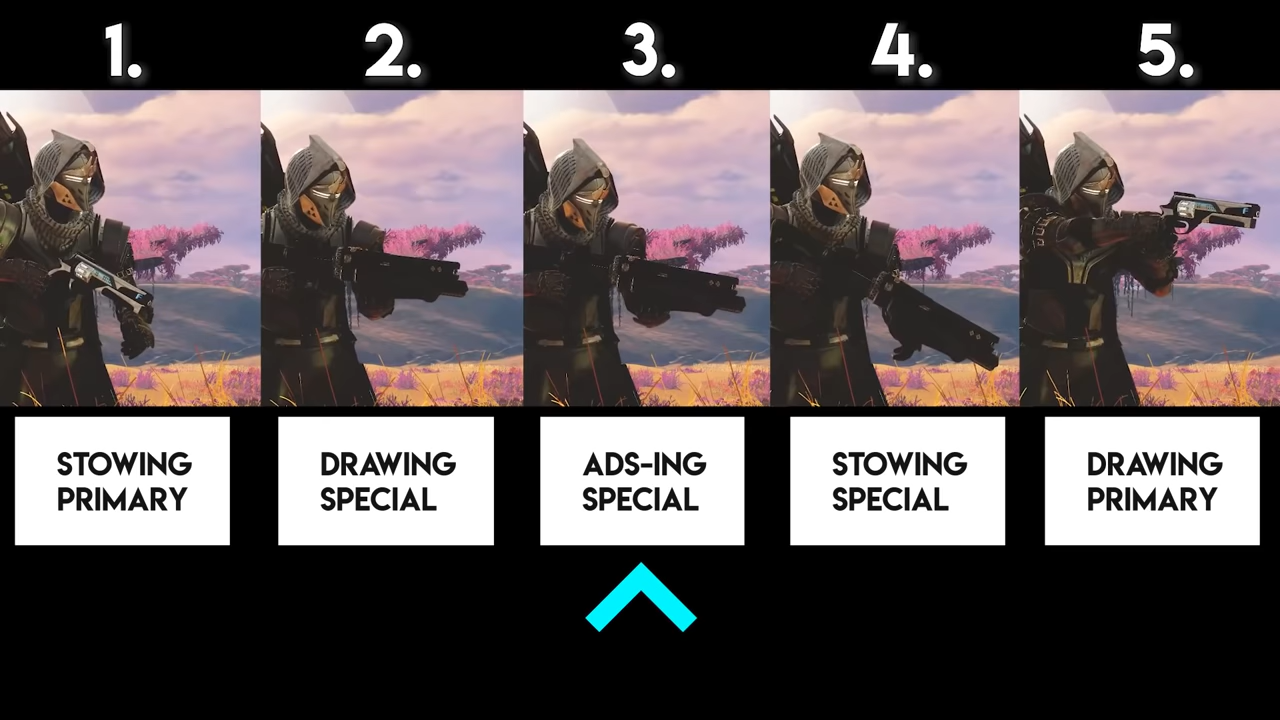 1. 2. 3. 4. 5.
STOWING
PRIMARY
DRAWING
SPECIAL
ADS-ING
SPECIAL
STOWING
SPECIAL
DRAWING
PRIMARY